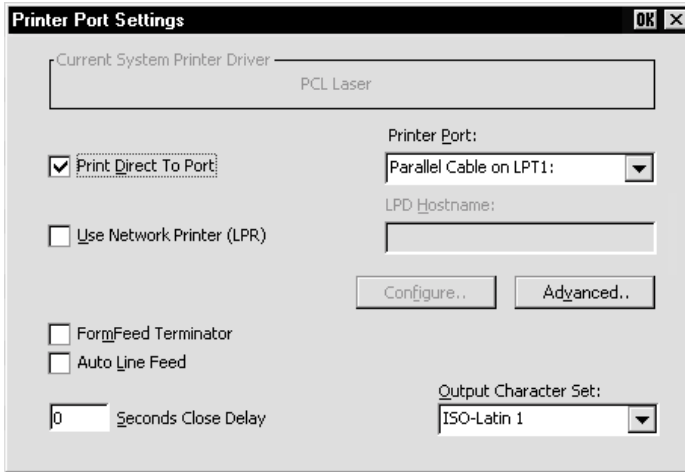 Printer Port Settings OK
Current System Printer Driver
PCL Laser
Printer Port:
Print Direct To Port
Parallel Cable on LPT1:
LPD Hostname:
Use Network Printer (LPR)
Configure.. Advanced..
FormFeed Terminator
Auto Line Feed
Output Character Set:
0 Seconds Close Delay
ISO-Latin 1